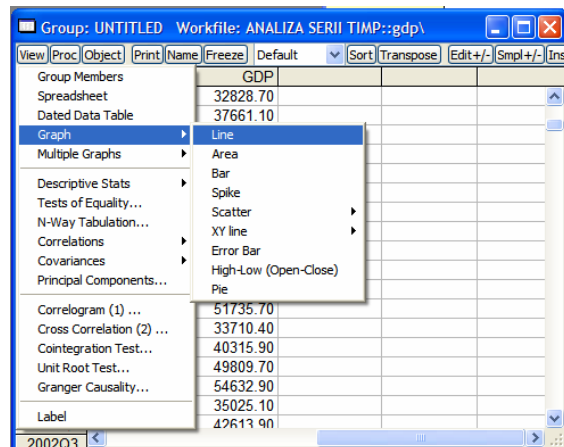 Group: UNTITLED Workfile: ANALIZA SERII TIMP::gdp\
View Proc Object Print Name Freeze Default Sort Transpose Edit+/- Smpl+/- Ins
GDP
32828.70
37661.10
51735.70
33710.40
40315.90
49809.70
54632.90
35025.10
42613.90
2002Q3
Group Members
Spreadsheet
Dated Data Table
Graph
Multiple Graphs
Descriptive Stats
Tests of Equality...
N-Way Tabulation...
Correlations
Covariances
Principal Components...
Correlogram (1) ...
Cross Correlation (2) ...
Cointegration Test...
Unit Root Test...
Granger Causality...
Label
Line
Area
Bar
Spike
Scatter
XY line
Error Bar
High-Low (Open-Close)
Pie